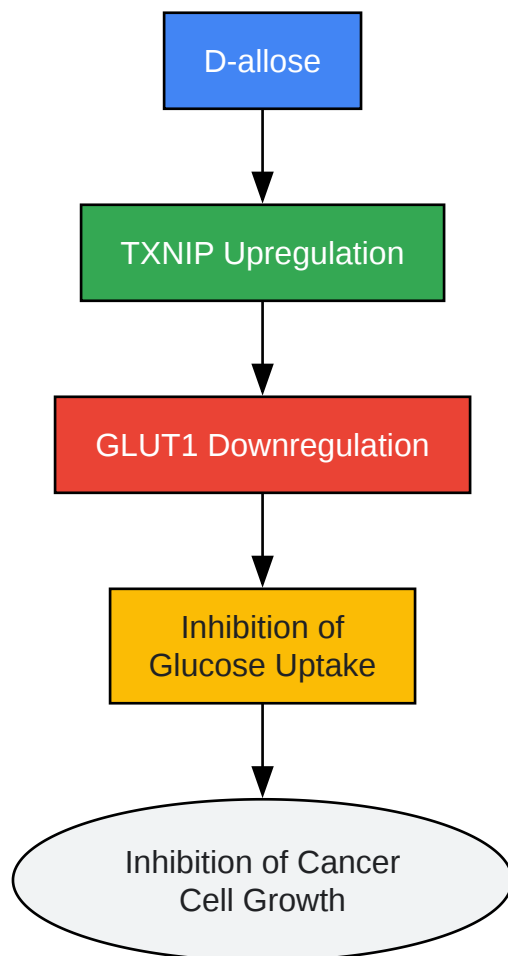 D-allose
TXNIP Upregulation
GLUT1 Downregulation
Inhibition of
Glucose Uptake
Inhibition of Cancer
Cell Growth